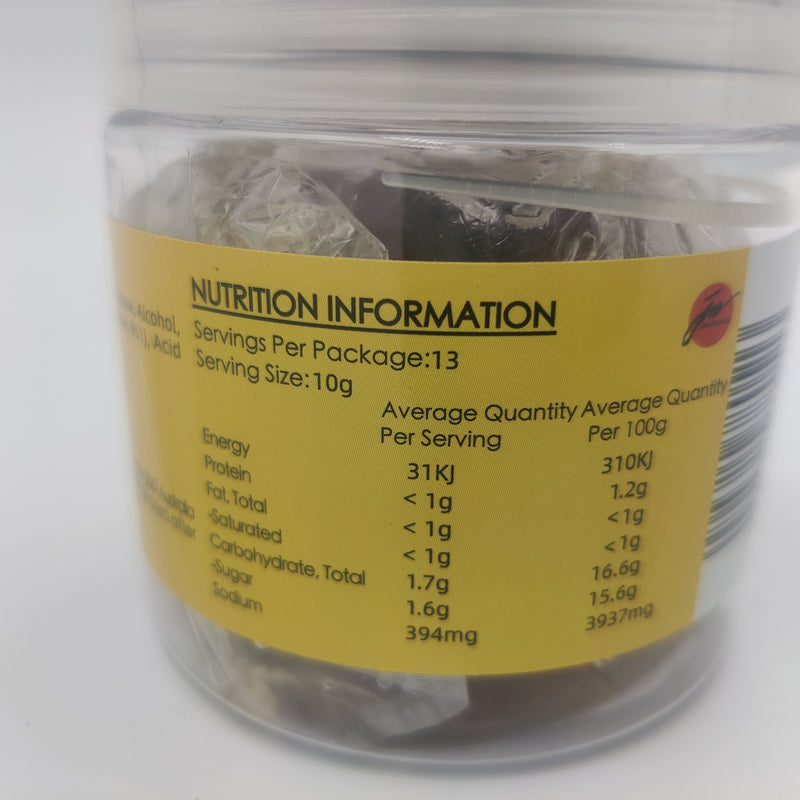 Alcohol,
Acid
NUTRITION INFORMATION
Servings Per Package:13
Serving Size:10g
Average Quantity Average Quantity
Per Serving Per 100g
Energy 31KJ 310KJ
Protein < 1g 1.2g
Fat, Total < 1g <1g
-Saturated < 1g <1g
Carbohydrate, Total 1.7g 16.6g
-Sugar 1.6g 15.6g
Sodium 394mg 3937mg
Australia
after